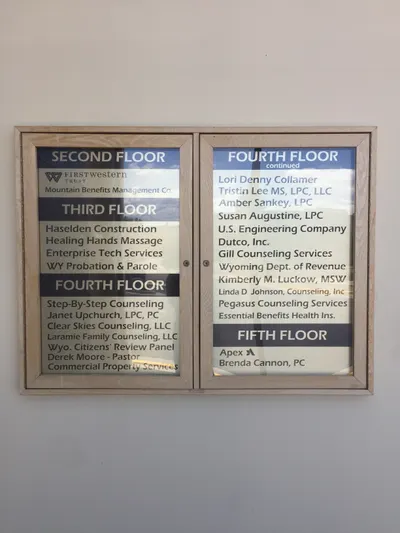 SECOND FLOOR
FIRSTWestern
TRUST
Mountain Benefits Management Co.
THIRD FLOOR
Haselden Construction
Healing Hands Massage
Enterprise Tech Services
WY Probation & Parole
FOURTH FLOOR
Step-By-Step Counseling
Janet Upchurch, LPC, PC
Clear Skies Counseling, LLC
Laramie Family Counseling, LLC
Wyo. Citizens' Review Panel
Derek Moore - Pastor
Commercial Property Services
FOURTH FLOOR
continued
Lori Denny Collamer
Tristin Lee MS, LPC, LLC
Amber Sankey, LPC
Susan Augustine, LPC
U.S. Engineering Company
Dutco, Inc.
Gill Counseling Services
Wyoming Dept. of Revenue
Kimberly M. Luckow, MSW
Linda D Johnson, Counseling, Inc
Pegasus Counseling Services
Essential Benefits Health Ins.
FIFTH FLOOR
Apex
Brenda Cannon, PC